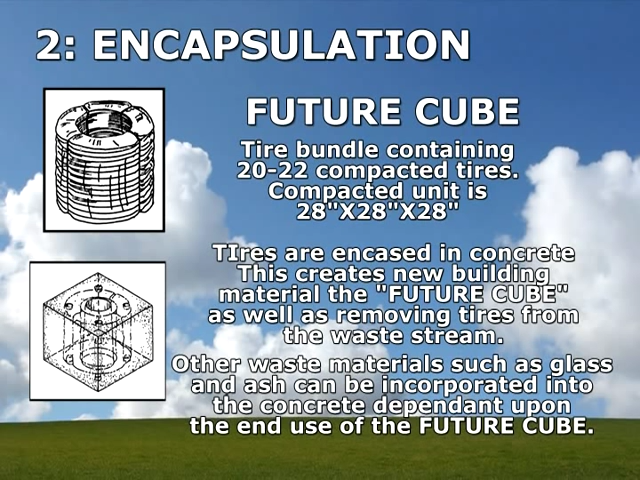 2: ENCAPSULATION
FUTURE CUBE
Tire bundle containing
20-22 compacted tires.
Compacted unit is
28"X28"X28"
TIres are encased in concrete
This creates new building
material the "FUTURE CUBE"
as well as removing tires from
the waste stream.
Other waste materials such as glass
and ash can be incorporated into
the concrete dependant upon
the end use of the FUTURE CUBE.